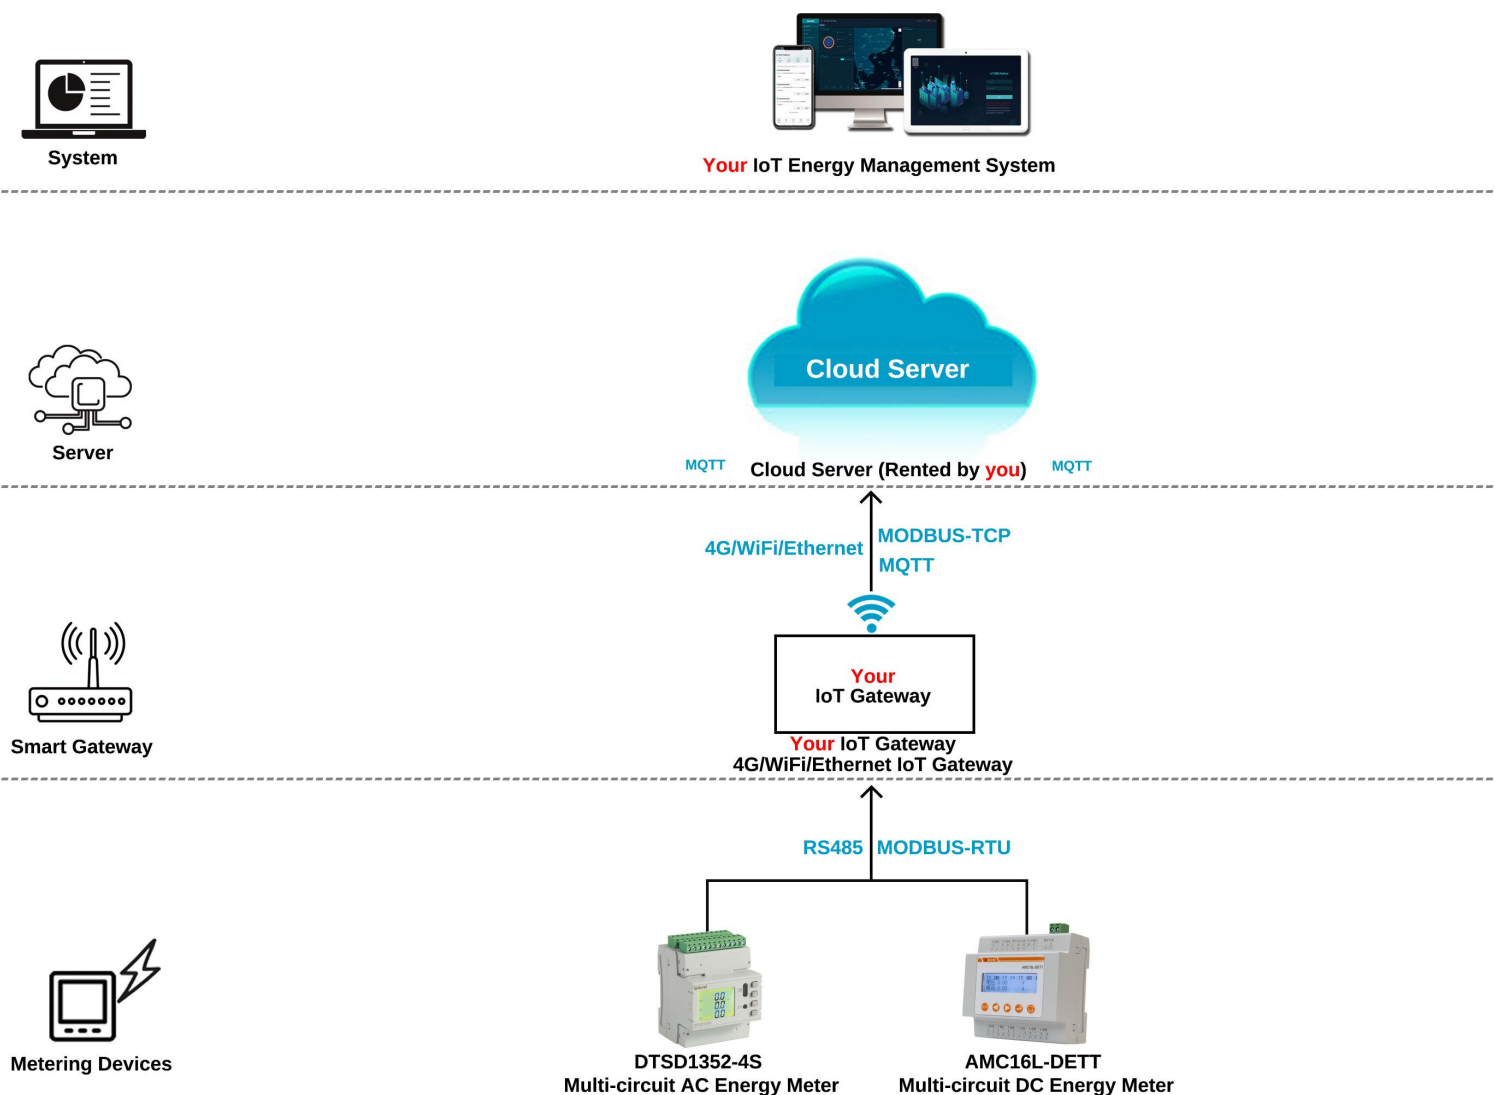 System
Your IoT Energy Management System
Cloud Server
Server
MQTT
Cloud Server (Rented by you)
MQTT
4G/WiFi/Ethernet
MODBUS-TCP
MQTT
Your
IoT Gateway
Smart Gateway
Your IoT Gateway
4G/WiFi/Ethernet IoT Gateway
RS485
MODBUS-RTU
AMC16L-DETT
Metering Devices
DTSD1352-4S
Multi-circuit AC Energy Meter
AMC16L-DETT
Multi-circuit DC Energy Meter